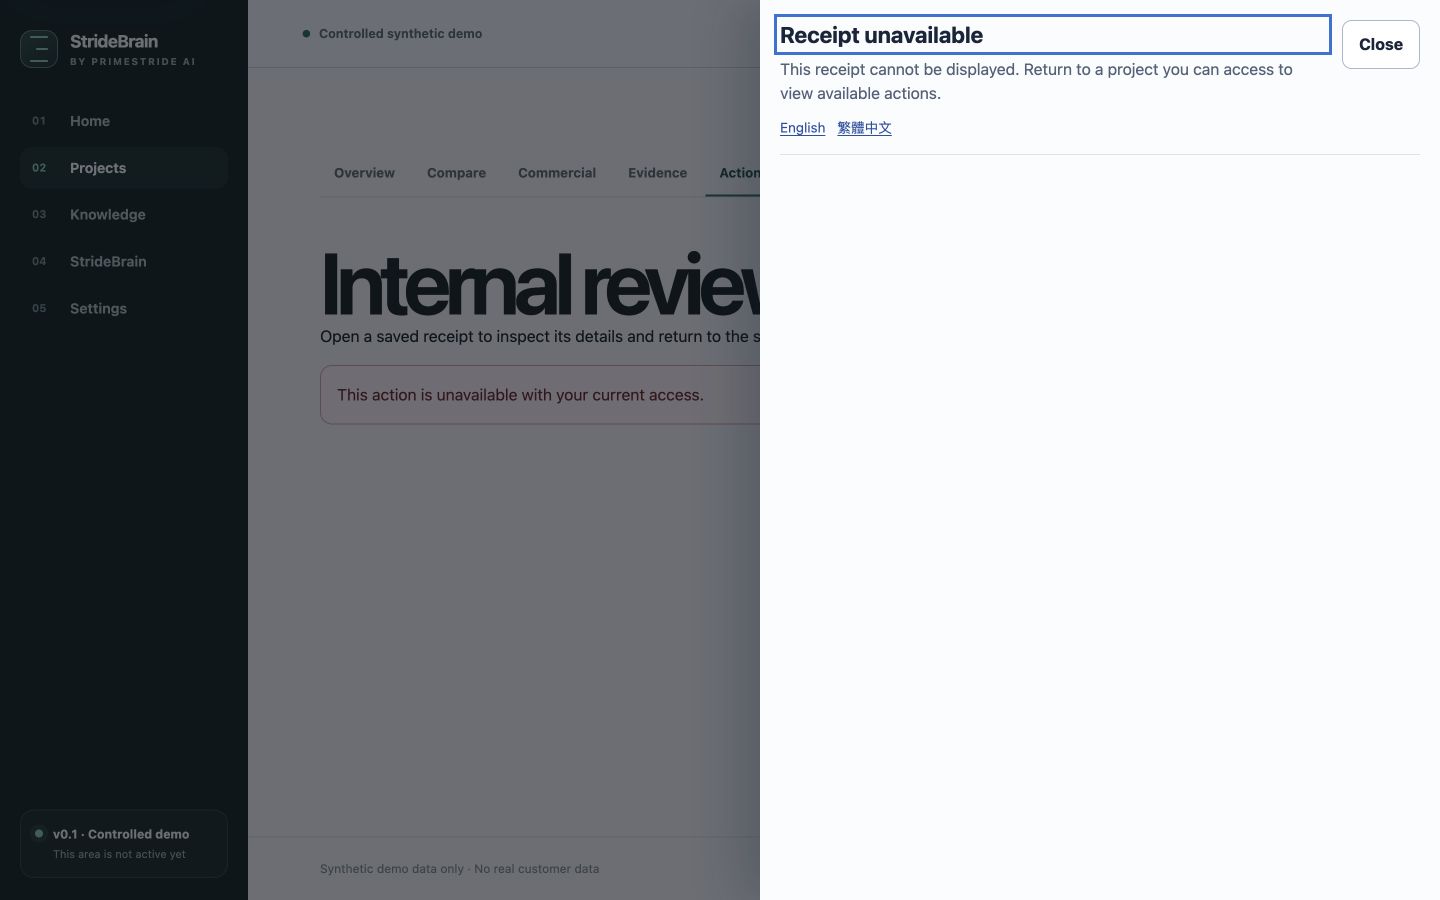 StrideBrain
BY PRIMESTRIDE AI
01 Home
02 Projects
03 Knowledge
04 StrideBrain
05 Settings
v0.1 · Controlled demo
This area is not active yet
Controlled synthetic demo
Overview Compare Commercial Evidence Action
Internal review
Open a saved receipt to inspect its details and return to the s
This action is unavailable with your current access.
Synthetic demo data only · No real customer data
Receipt unavailable
Close
This receipt cannot be displayed. Return to a project you can access to
view available actions.
English 繁體中文